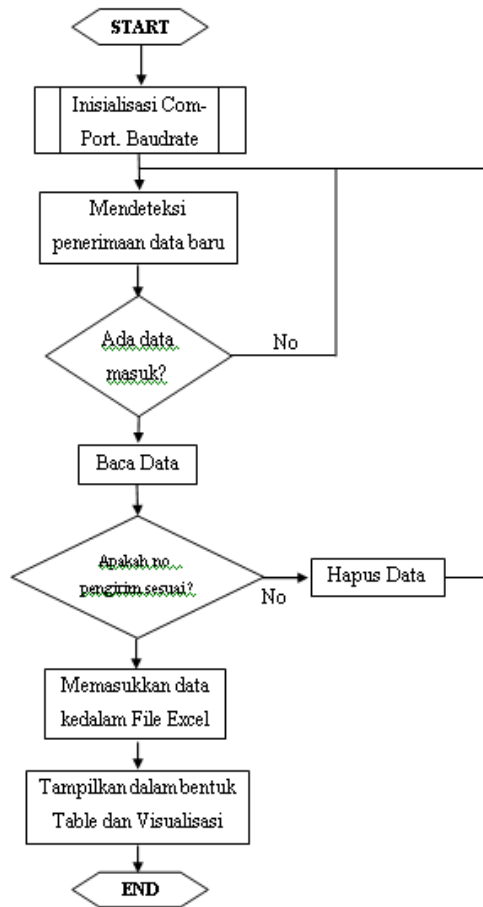 START
Inisialisasi Com-
Port. Baudrate
Mendeteksi
penerimaan data baru
Ada data
masuk?
No
Baca Data
Apakah no
pengirim sesuai?
No
Hapus Data
Memasukkan data
kedalam File Excel
Tampilkan dalam bentuk
Table dan Visualisasi
END